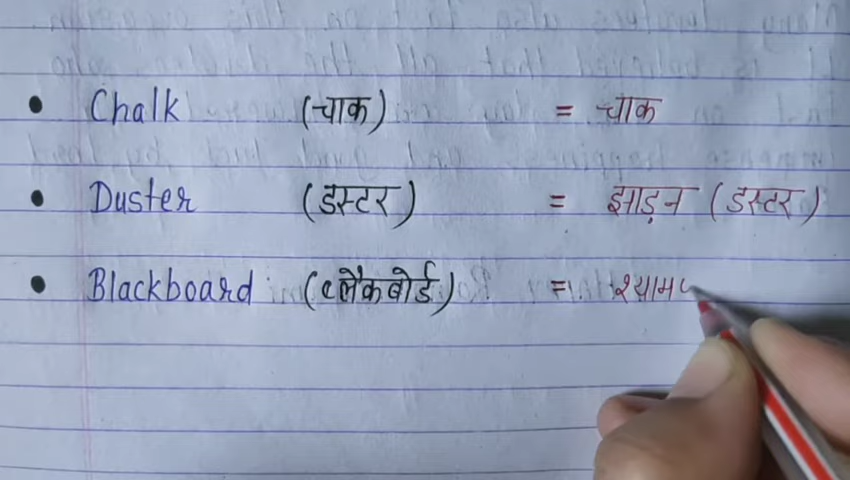 • Chalk (चाक) = चाक
• Duster (डस्टर) = झाड़न (डस्टर)
• Blackboard (ब्लैकबोर्ड) = श्याम